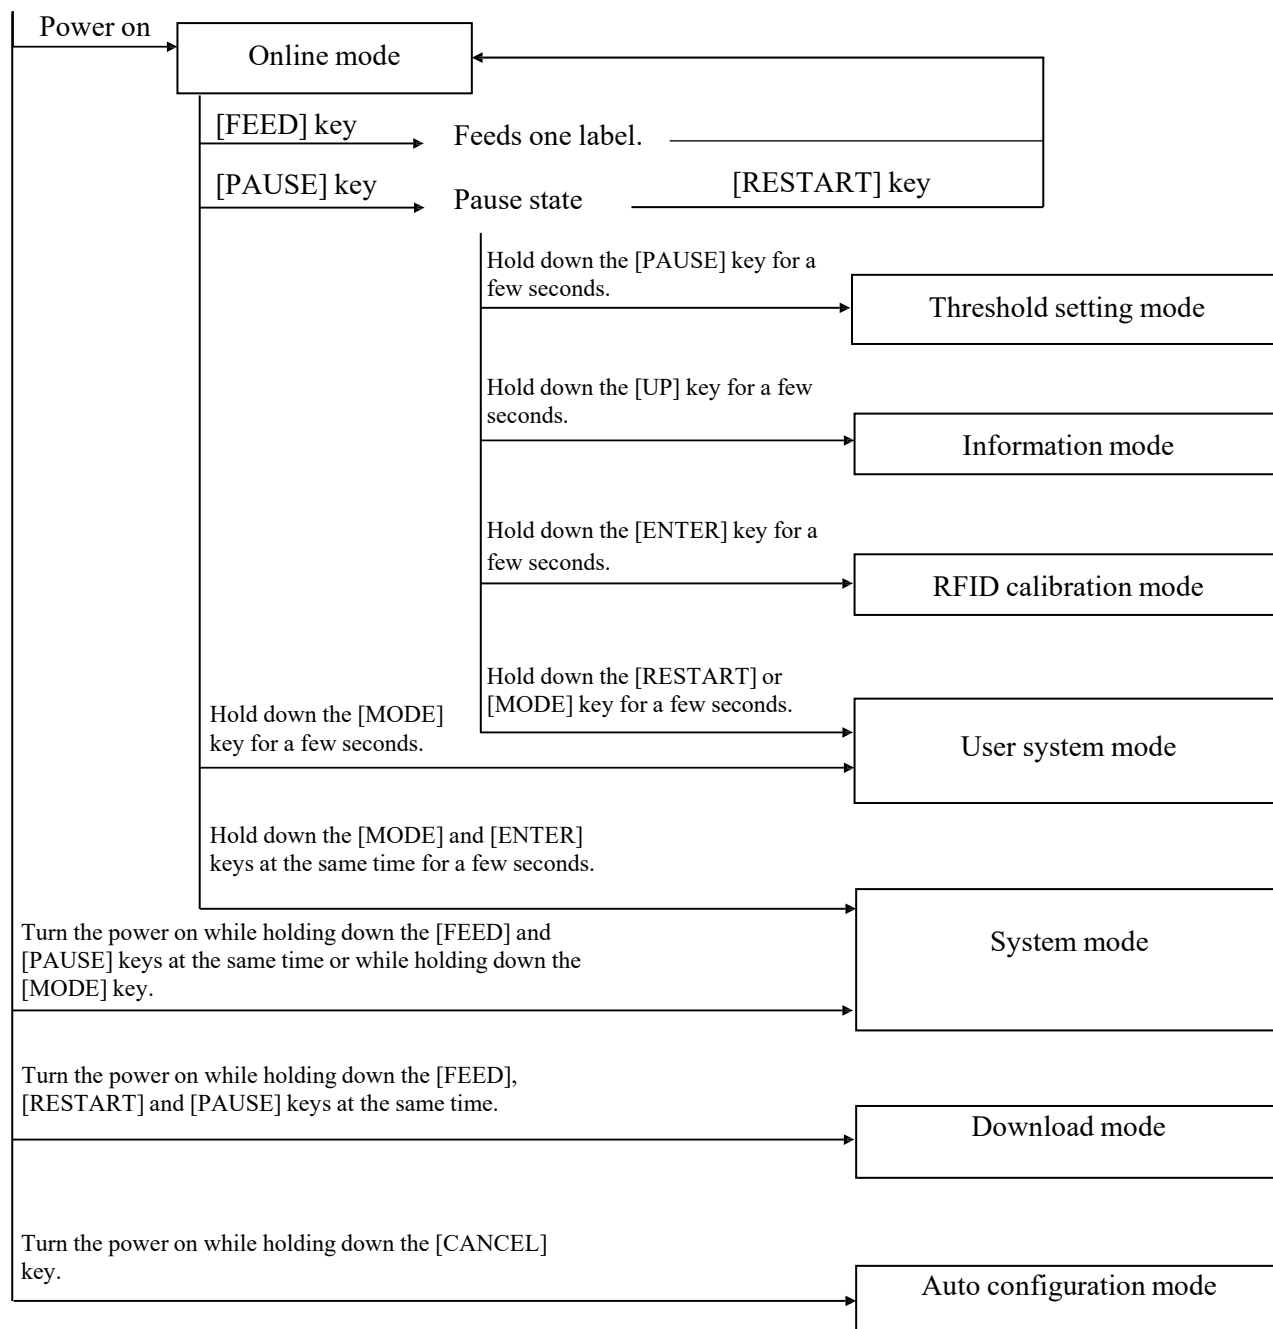 Power on
Online mode
[FEED] key
Feeds one label.
[PAUSE] key
Pause state
[RESTART] key
Hold down the [PAUSE] key for a
few seconds.
Threshold setting mode
Hold down the [UP] key for a few
seconds.
Information mode
Hold down the [ENTER] key for a
few seconds.
RFID calibration mode
Hold down the [RESTART] or
[MODE] key for a few seconds.
Hold down the [MODE]
key for a few seconds.
User system mode
Hold down the [MODE] and [ENTER]
keys at the same time for a few seconds.
Turn the power on while holding down the [FEED] and
[PAUSE] keys at the same time or while holding down the
[MODE] key.
System mode
Turn the power on while holding down the [FEED],
[RESTART] and [PAUSE] keys at the same time.
Download mode
Turn the power on while holding down the [CANCEL]
key.
Auto configuration mode